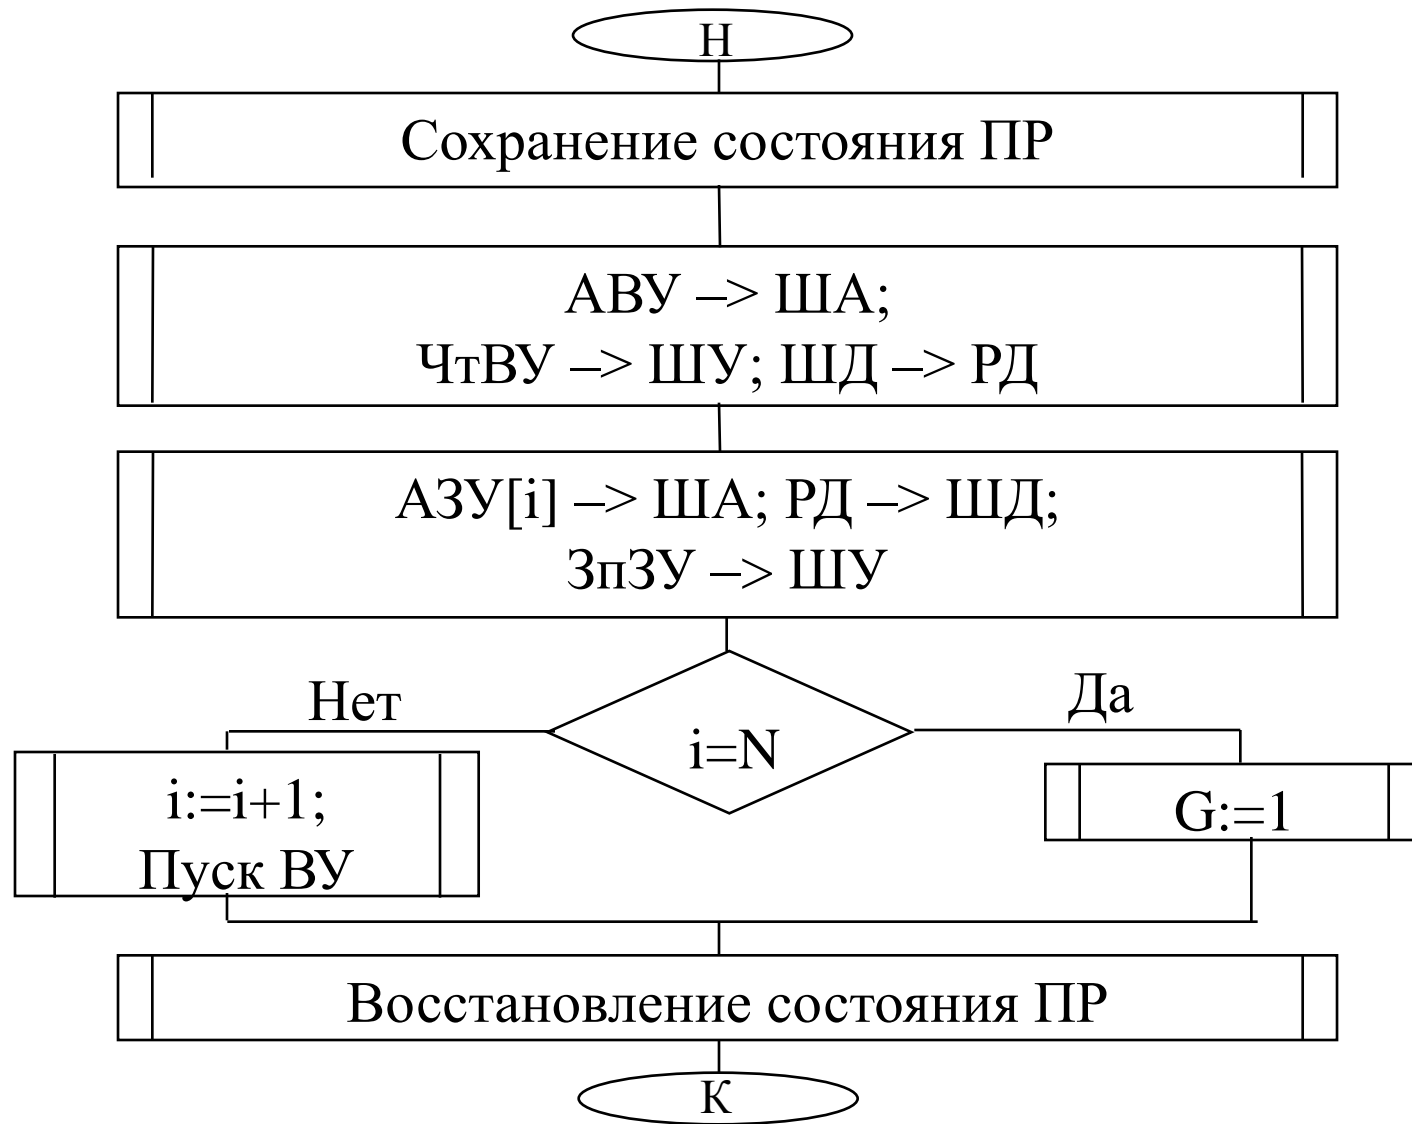 Н
Сохранение состояния ПР
АВУ –> ША;
ЧтВУ –> ШУ; ШД –> РД
АЗУ[i] –> ША; РД –> ШД;
ЗпЗУ –> ШУ
Нет
Да
i=N
i:=i+1;
Пуск ВУ
G:=1
Восстановление состояния ПР
К